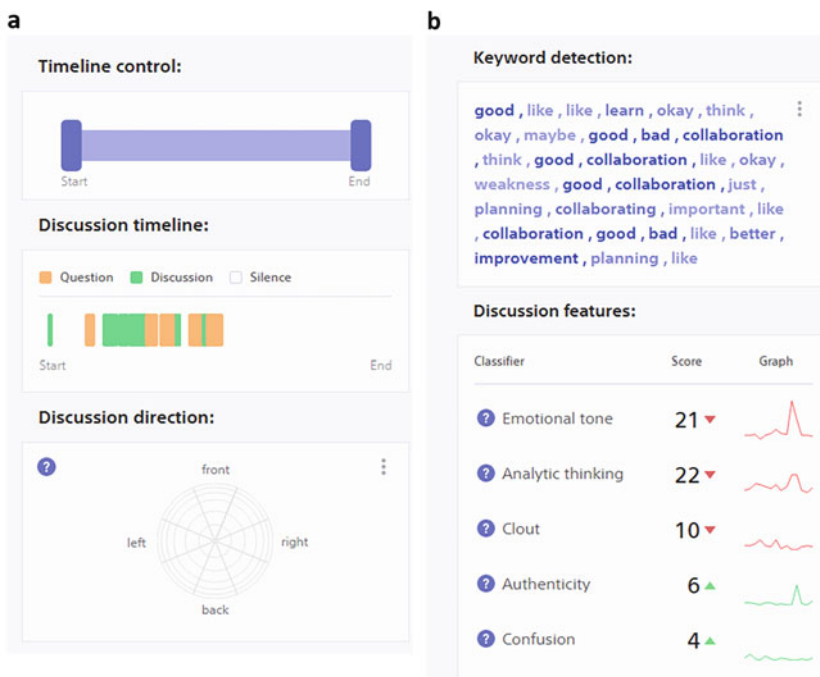 a
Timeline control:
Start End
Discussion timeline:
Question Discussion Silence
Start End
Discussion direction:
?
front
left right
back
b
Keyword detection:
good , like , like , learn , okay , think ,
okay , maybe , good , bad , collaboration
, think , good , collaboration , like , okay ,
weakness , good , collaboration , just ,
planning , collaborating , important , like
, collaboration , good , bad , like , better ,
improvement , planning , like
Discussion features:
Classifier Score Graph
? Emotional tone 21
? Analytic thinking 22
? Clout 10
? Authenticity 6
? Confusion 4